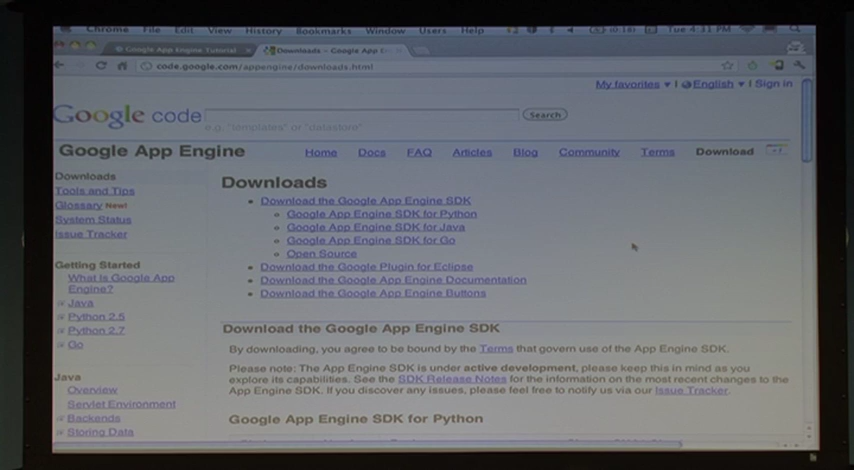 Chrome File Edit View History Bookmarks Window Users Help Tue 4:31 PM
Google App Engine Tutorial Downloads - Google App En
code.google.com/appengine/downloads.html
My favorites ▼ | English ▼ | Sign in
Google code Search
e.g. "templates" or "datastore"
Google App Engine Home Docs FAQ Articles Blog Community Terms Download
Downloads
Tools and Tips
Glossary New!
System Status
Issue Tracker
Getting Started
What Is Google App
Engine?
Java
Python 2.5
Python 2.7
Go
Java
Overview
Servlet Environment
Backends
Storing Data
Downloads
Download the Google App Engine SDK
Google App Engine SDK for Python
Google App Engine SDK for Java
Google App Engine SDK for Go
Open Source
Download the Google Plugin for Eclipse
Download the Google App Engine Documentation
Download the Google App Engine Buttons
Download the Google App Engine SDK
By downloading, you agree to be bound by the Terms that govern use of the App Engine SDK.
Please note: The App Engine SDK is under active development, please keep this in mind as you
explore its capabilities. See the SDK Release Notes for the information on the most recent changes to the
App Engine SDK. If you discover any issues, please feel free to notify us via our Issue Tracker.
Google App Engine SDK for Python